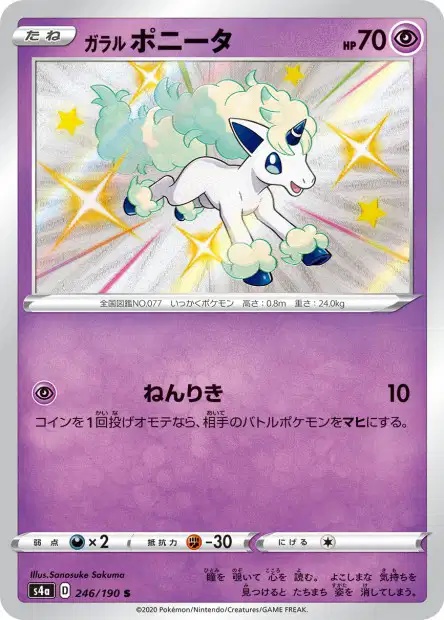 たね
ガラル ポニータ
HP70
全国図鑑NO.077 いっかくポケモン 高さ:0.8m 重さ:24.0kg
ねんりき 10
コインを1回投げオモテなら、相手のバトルポケモンをマヒにする。
弱点 ×2 抵抗力 -30 にげる
Illus.Sanosuke Sakuma
瞳を 覗いて 心を 読む。 よこしまな 気持ちを
見つけると たちまち 姿を 消してしまう。
s4a D 246/190 S
©2020 Pokémon/Nintendo/Creatures/GAME FREAK.